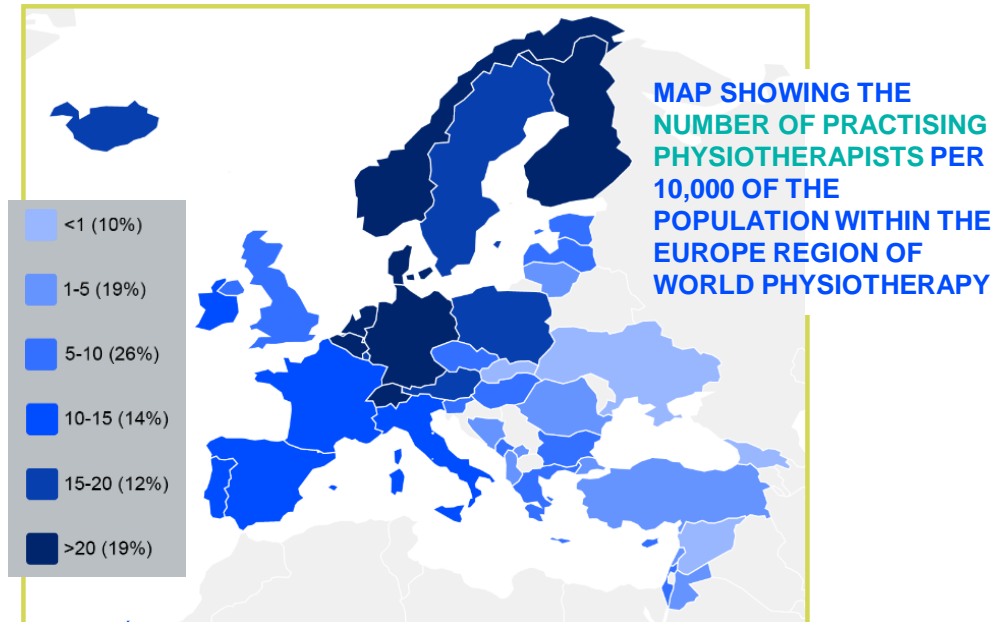 MAP SHOWING THE
NUMBER OF PRACTISING
PHYSIOTHERAPISTS PER
10,000 OF THE
POPULATION WITHIN THE
EUROPE REGION OF
WORLD PHYSIOTHERAPY
<1 (10%)
1-5 (19%)
5-10 (26%)
10-15 (14%)
15-20 (12%)
>20 (19%)